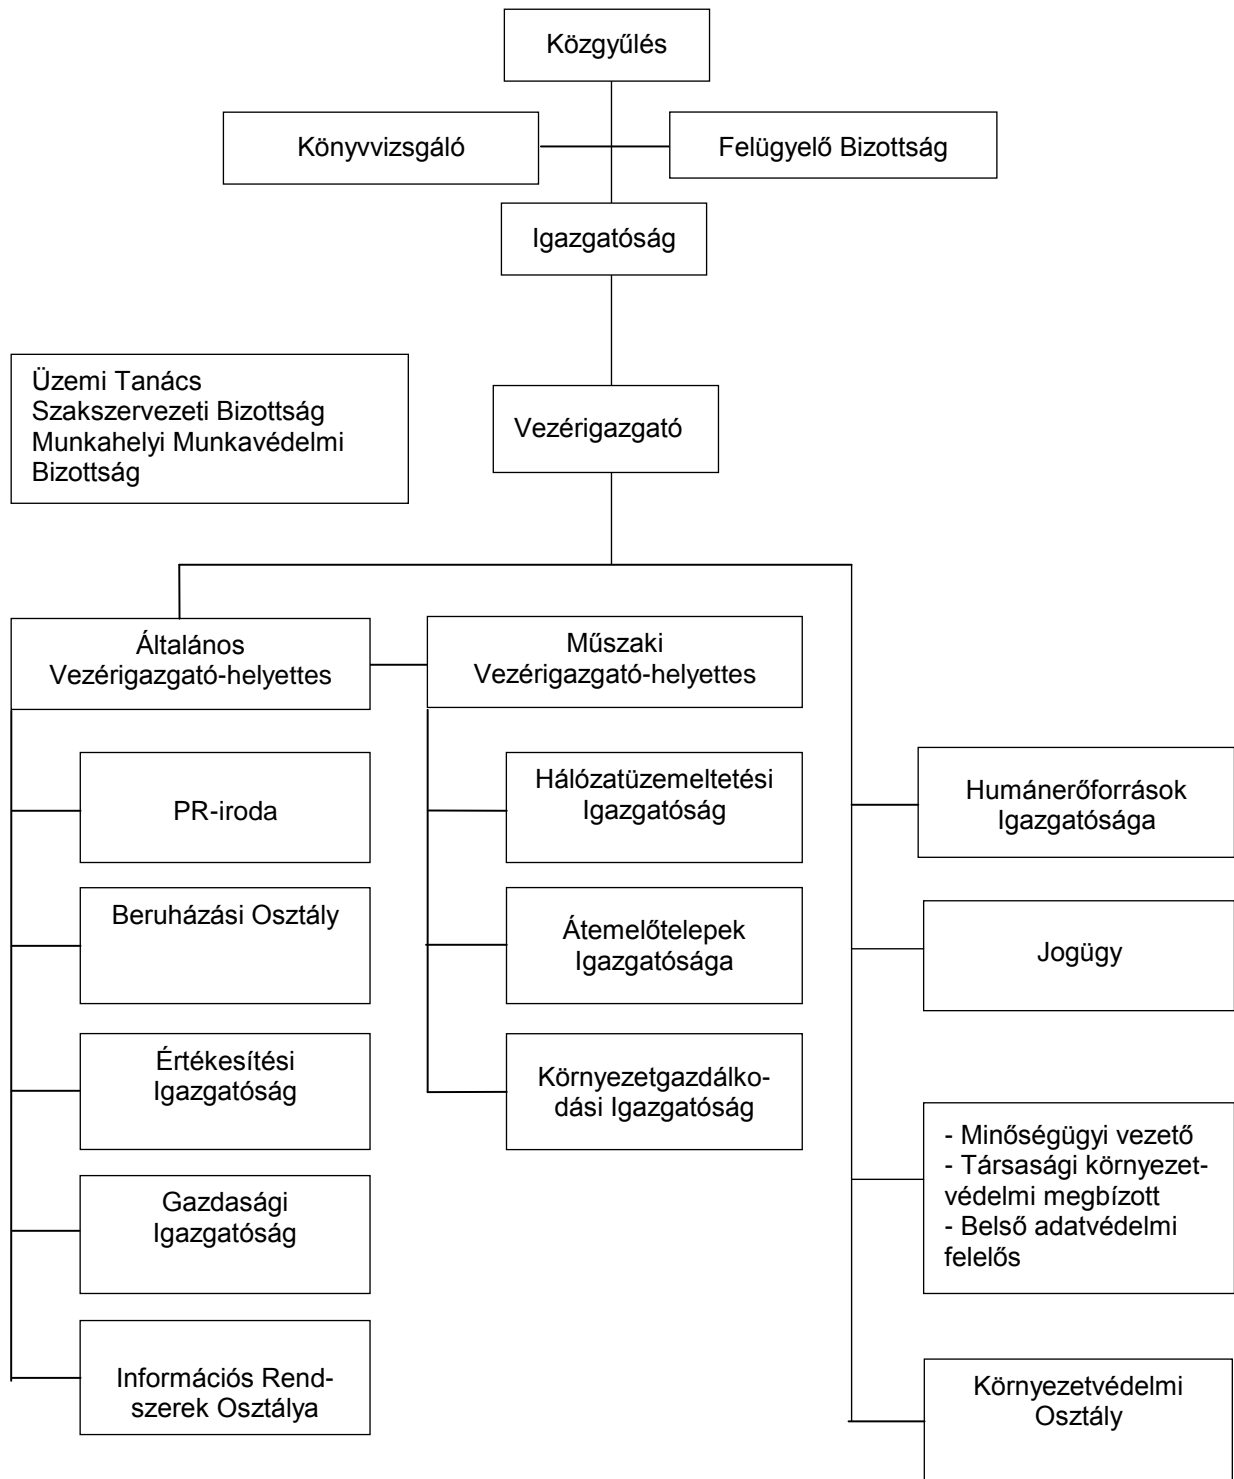 Közgyűlés
Könyvvizsgáló
Felügyelő Bizottság
Igazgatóság
Üzemi Tanács
Szakszervezeti Bizottság
Munkahelyi Munkavédelmi
Bizottság
Vezérigazgató
Általános
Vezérigazgató-helyettes
Műszaki
Vezérigazgató-helyettes
PR-iroda
Beruházási Osztály
Értékesítési
Igazgatóság
Gazdasági
Igazgatóság
Információs Rend-
szerek Osztálya
Hálózatüzemeltetési
Igazgatóság
Átemelőtelepek
Igazgatósága
Környezetgazdálko-
dási Igazgatóság
Humánerőforrások
Igazgatósága
Jogügy
- Minőségügyi vezető
- Társasági környezet-
védelmi megbízott
- Belső adatvédelmi
felelős
Környezetvédelmi
Osztály